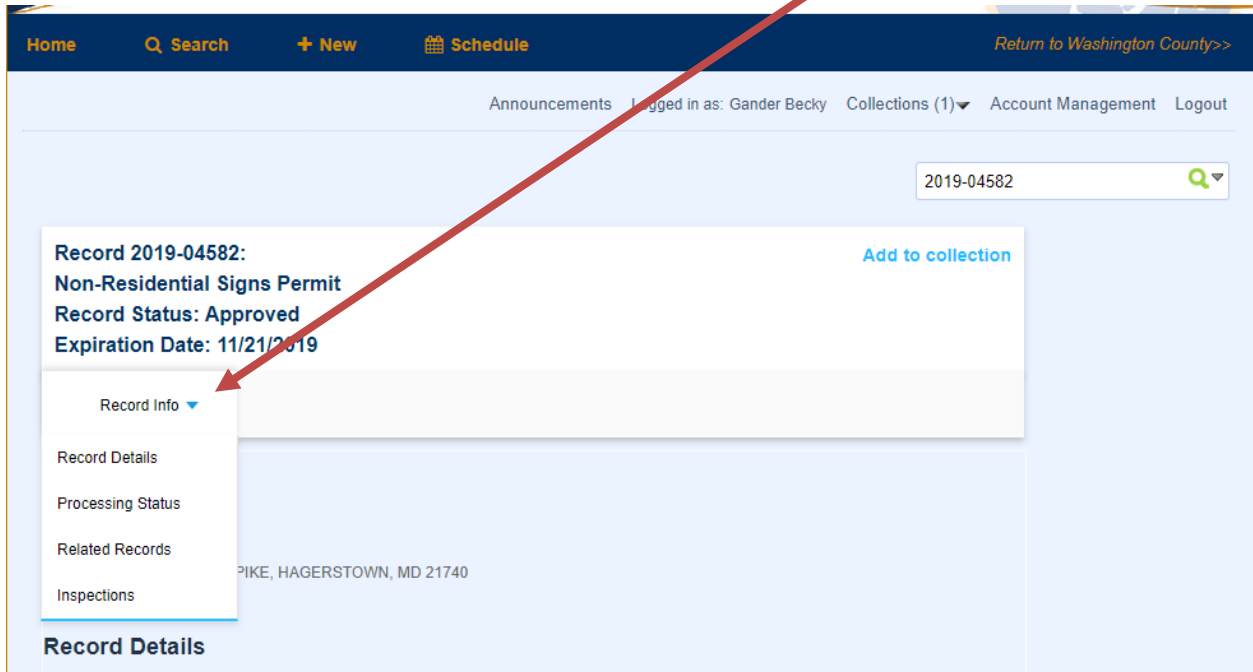 Home Search + New Schedule Return to Washington County>>
Announcements Logged in as: Gander Becky Collections (1) Account Management Logout
2019-04582
Record 2019-04582: Add to collection
Non-Residential Signs Permit
Record Status: Approved
Expiration Date: 11/21/2019
Record Info
Record Details
Processing Status
Related Records
PIKE, HAGERSTOWN, MD 21740
Inspections
Record Details